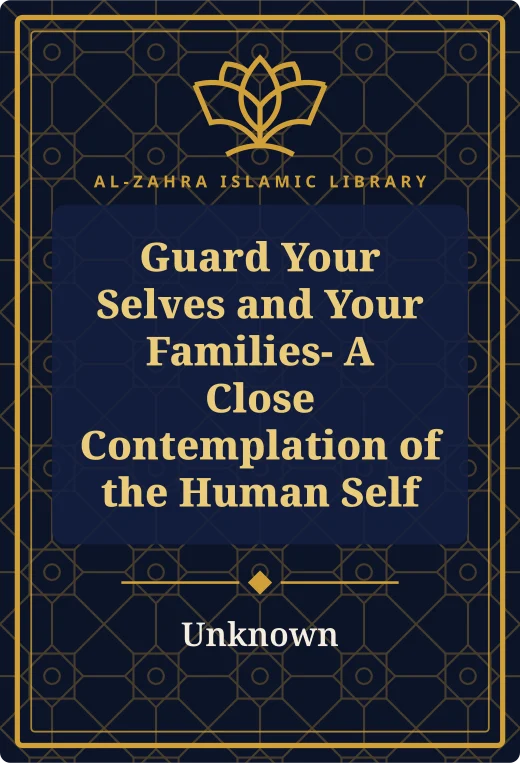 AL-ZAHRA ISLAMIC LIBRARY
Guard Your
Selves and Your
Families- A
Close
Contemplation of
the Human Self
Unknown